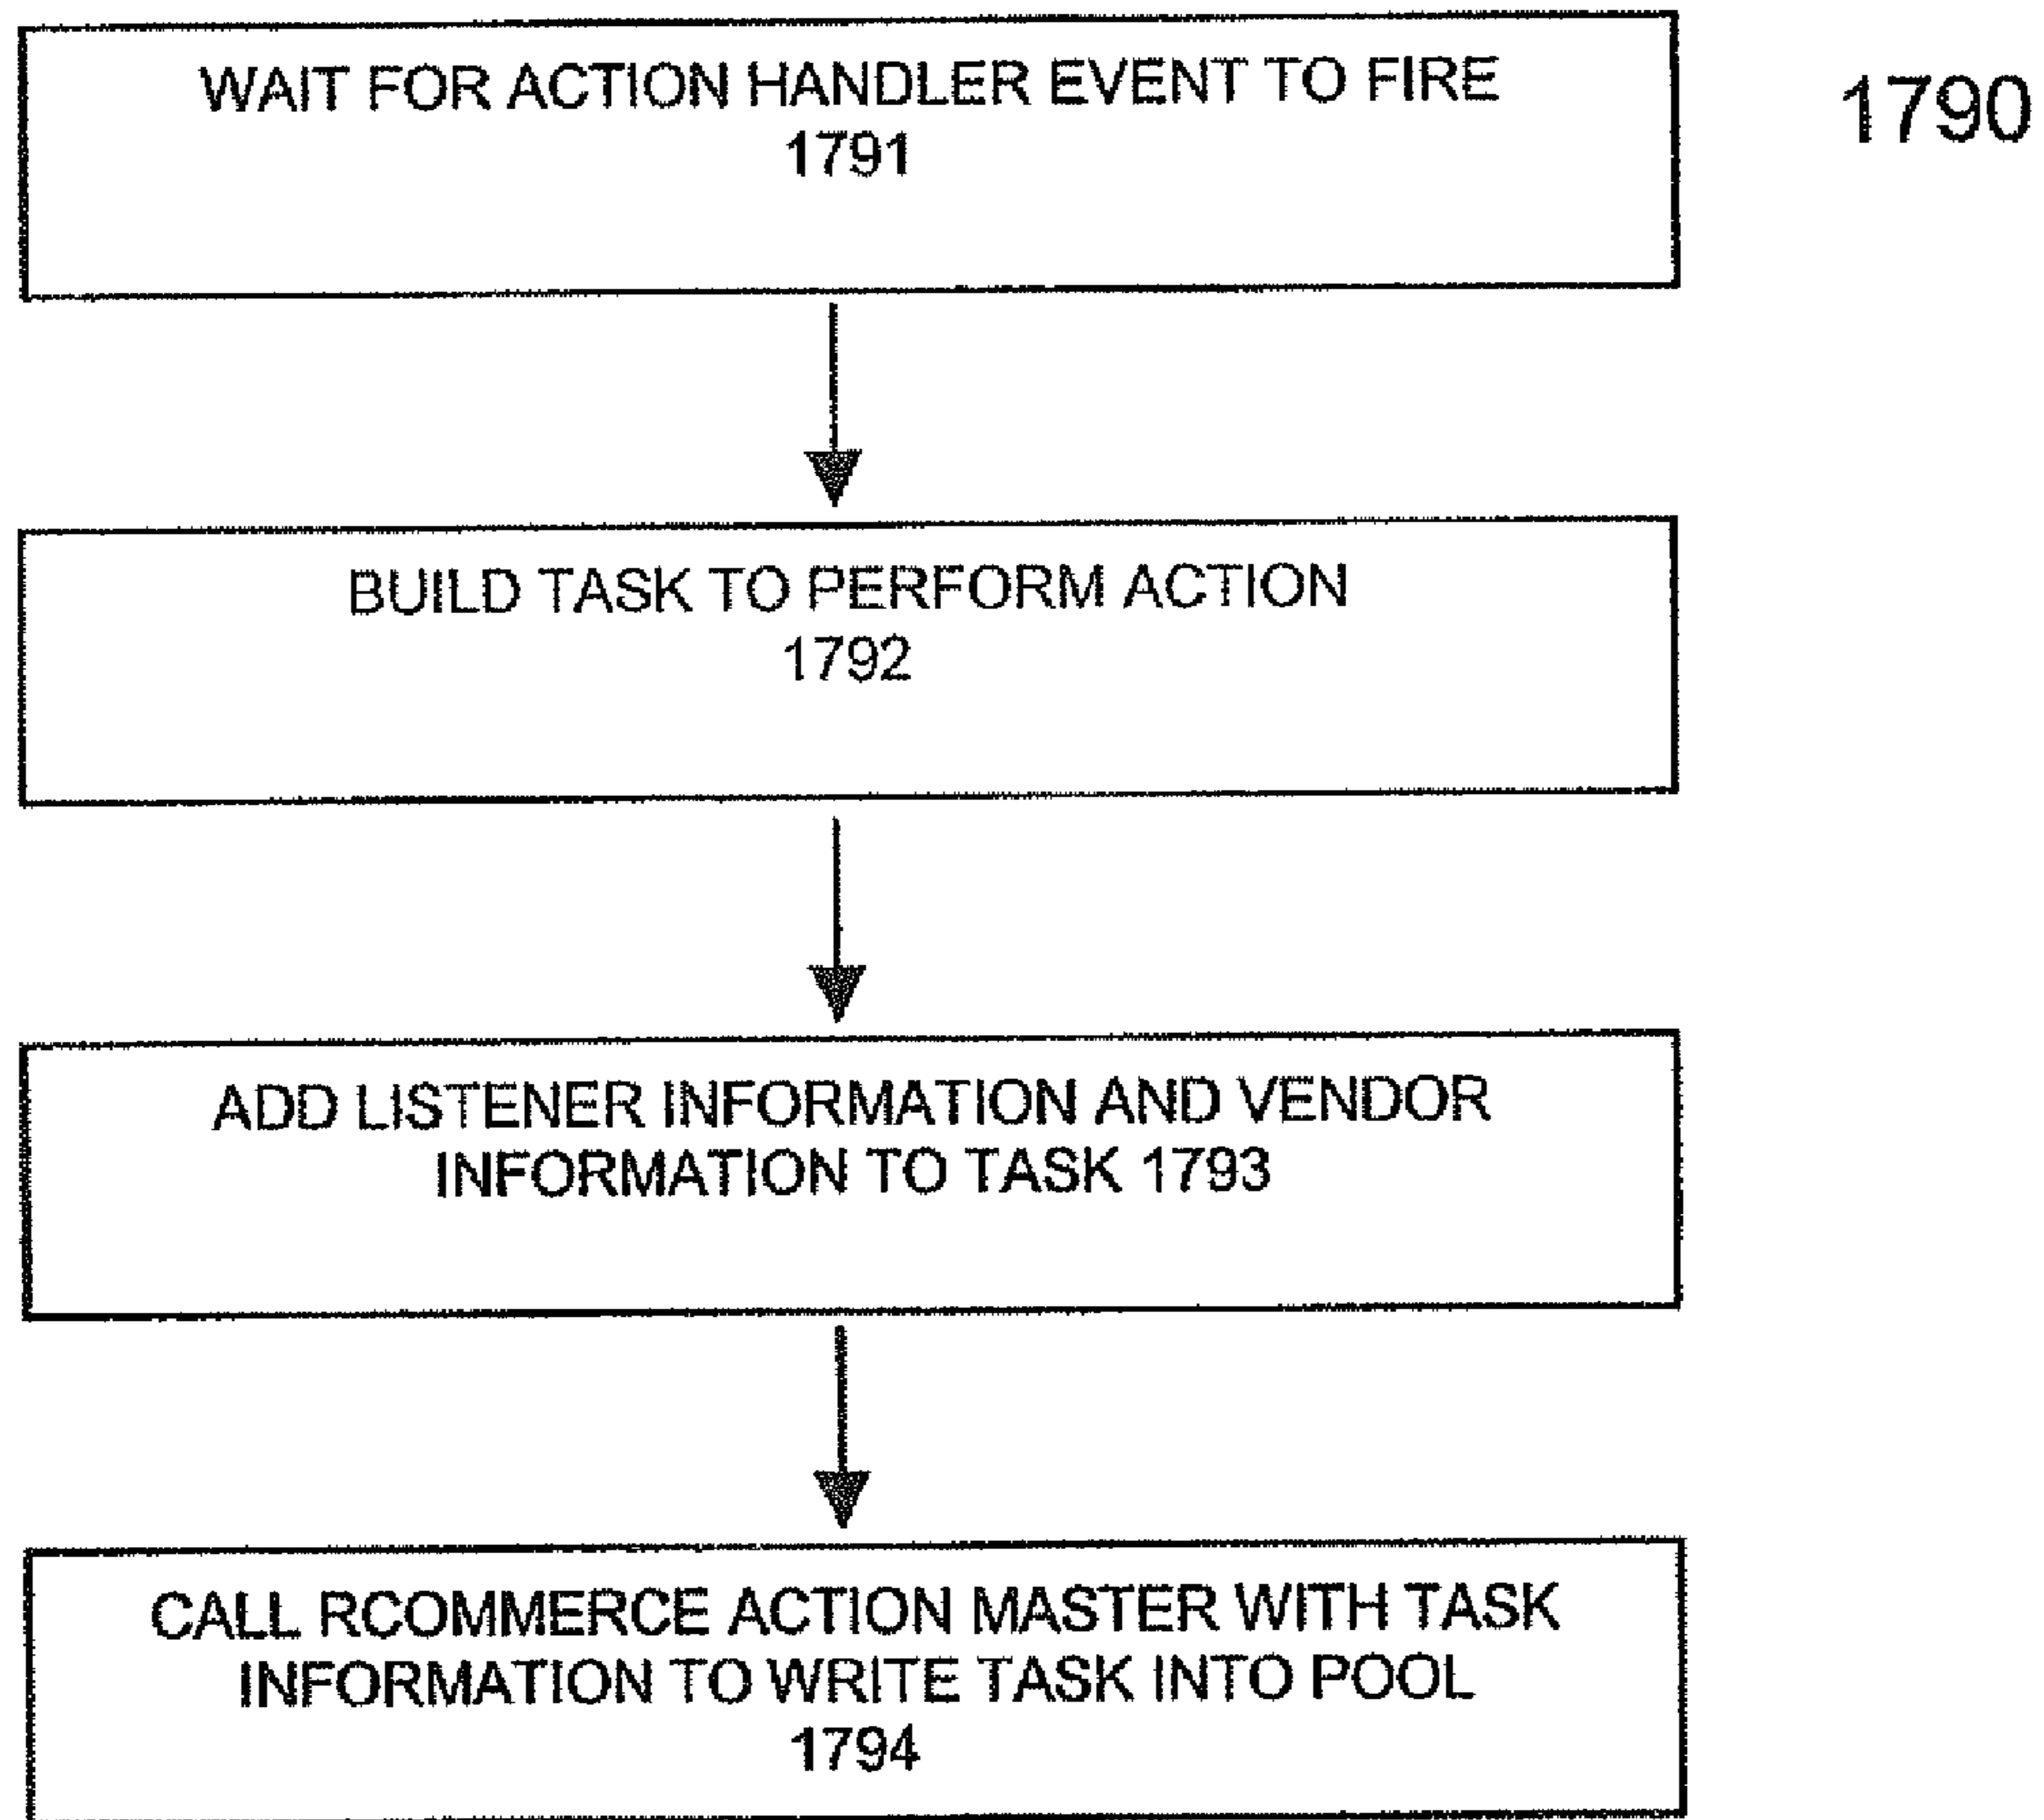 WAIT FOR ACTION HANDLER EVENT TO FIRE
1791
1790
BUILD TASK TO PERFORM ACTION
1792
ADD LISTENER INFORMATION AND VENDOR
INFORMATION TO TASK 1793
CALL RCOMMERCE ACTION MASTER WITH TASK
INFORMATION TO WRITE TASK INTO POOL
1794